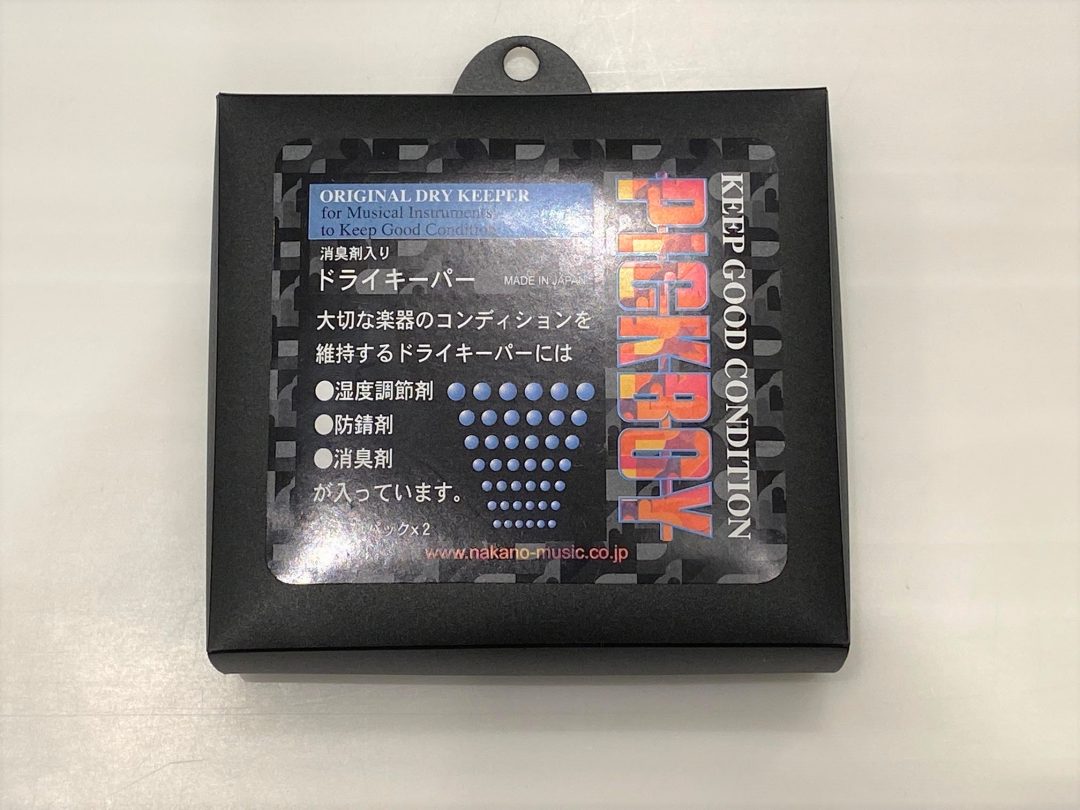 ORIGINAL DRY KEEPER
for Musical Instruments
to Keep Good Condition
消臭剤入り
ドライキーパー
MADE IN JAPAN
大切な楽器のコンディションを
維持するドライキーパーには
●湿度調節剤
●防錆剤
●消臭剤
が入っています。
パックx2
www.nakano-music.co.jp
PICKBOY
KEEP GOOD CONDITION